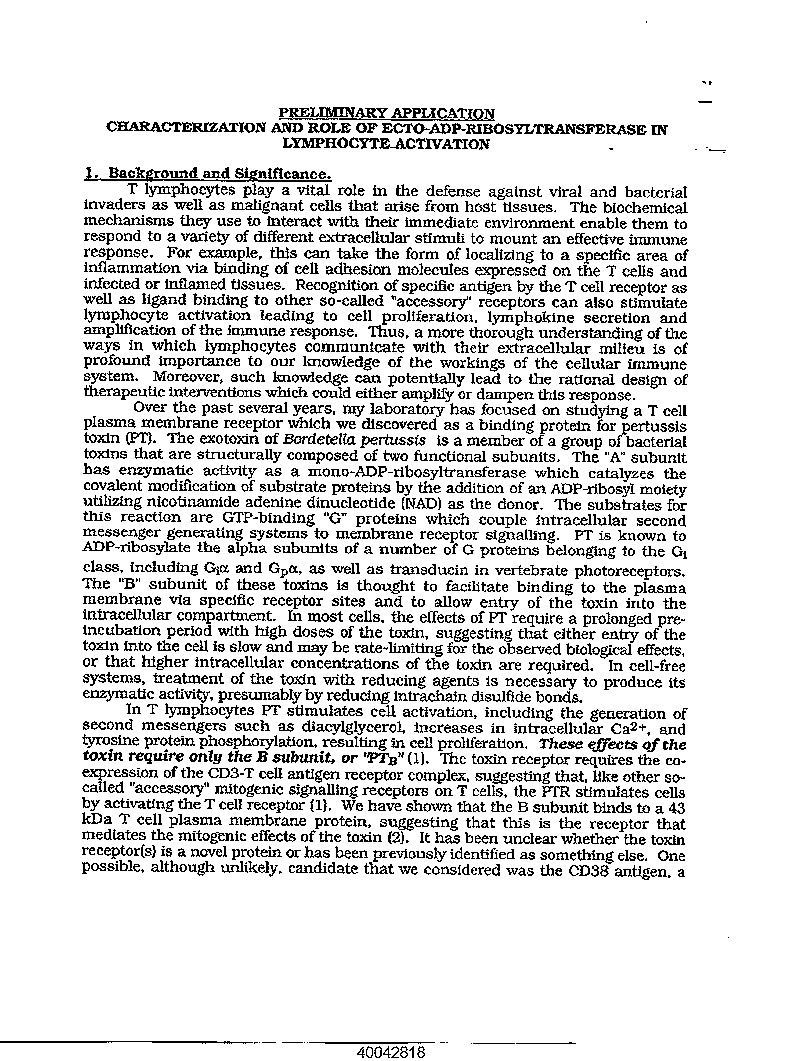 PRELIMINARY APPLICATION
CHARACTERIZATION AND ROLE OF ECTO-ADP-RIBOSYLTRANSFERASE IN
LYMPHOCYTE ACTIVATION
1. Background and Significance.
T lymphocytes play a vital role in the defense against viral and bacterial
invaders as well as malignant cells that arise from host tissues. The biochemical
mechanisms they use to interact with their immediate environment enable them to
respond to a variety of different extracellular stimuli to mount an effective immune
response. For example, this can take the form of localizing to a specific area of
inflammation via binding of cell adhesion molecules expressed on the T cells and
infected or inflamed tissues. Recognition of specific antigen by the T cell receptor as
well as ligand binding to other so-called "accessory" receptors can also stimulate
lymphocyte activation leading to cell proliferation, lymphokine secretion and
amplification of the immune response. Thus, a more thorough understanding of the
ways in which lymphocytes communicate with their extracellular milieu is of
profound importance to our knowledge of the workings of the cellular immune
system. Moreover, such knowledge can potentially lead to the rational design of
therapeutic interventions which could either amplify or dampen this response.
Over the past several years, my laboratory has focused on studying a T cell
plasma membrane receptor which we discovered as a binding protein for pertussis
toxin (PT). The exotoxin of Bordetella pertussis is a member of a group of bacterial
toxins that are structurally composed of two functional subunits. The "A" subunit
has enzymatic activity as a mono-ADP-ribosyltransferase which catalyzes the
covalent modification of substrate proteins by the addition of an ADP-ribosyl moiety
utilizing nicotinamide adenine dinucleotide (NAD) as the donor. The substrates for
this reaction are GTP-binding "G" proteins which couple intracellular second
messenger generating systems to membrane receptor signalling. PT is known to
ADP-ribosylate the alpha subunits of a number of G proteins belonging to the Gi
class, including Giα and Gpα, as well as transducin in vertebrate photoreceptors.
The "B" subunit of these toxins is thought to facilitate binding to the plasma
membrane via specific receptor sites and to allow entry of the toxin into the
intracellular compartment. In most cells, the effects of PT require a prolonged pre-
incubation period with high doses of the toxin, suggesting that either entry of the
toxin into the cell is slow and may be rate-limiting for the observed biological effects,
or that higher intracellular concentrations of the toxin are required. In cell-free
systems, treatment of the toxin with reducing agents is necessary to produce its
enzymatic activity, presumably by reducing intrachain disulfide bonds.
In T lymphocytes PT stimulates cell activation, including the generation of
second messengers such as diacylglycerol, increases in intracellular Ca2+, and
tyrosine protein phosphorylation, resulting in cell proliferation. These effects of the
toxin require only the B subunit, or "PTB" (1). The toxin receptor requires the co-
expression of the CD3-T cell antigen receptor complex, suggesting that, like other so-
called "accessory" mitogenic signalling receptors on T cells, the PTR stimulates cells
by activating the T cell receptor (1). We have shown that the B subunit binds to a 43
kDa T cell plasma membrane protein, suggesting that this is the receptor that
mediates the mitogenic effects of the toxin (2). It has been unclear whether the toxin
receptor(s) is a novel protein or has been previously identified as something else. One
possible, although unlikely, candidate that we considered was the CD38 antigen, a
40042818